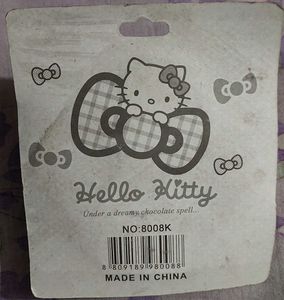 Hello Kitty
Under a dreamy chocolate spell...
NO:8008K
8 809189 980088
MADE IN CHINA